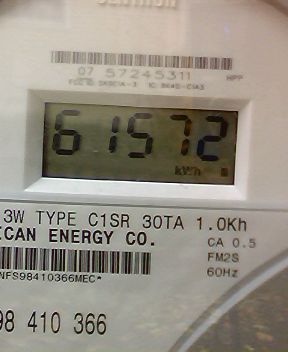 07 57245311 HPP
61572
kWh
3W TYPE C1SR 30TA 1.0Kh
ICAN ENERGY CO.
CA 0.5
FM2S
NFS98410366MEC*
60Hz
98 410 366